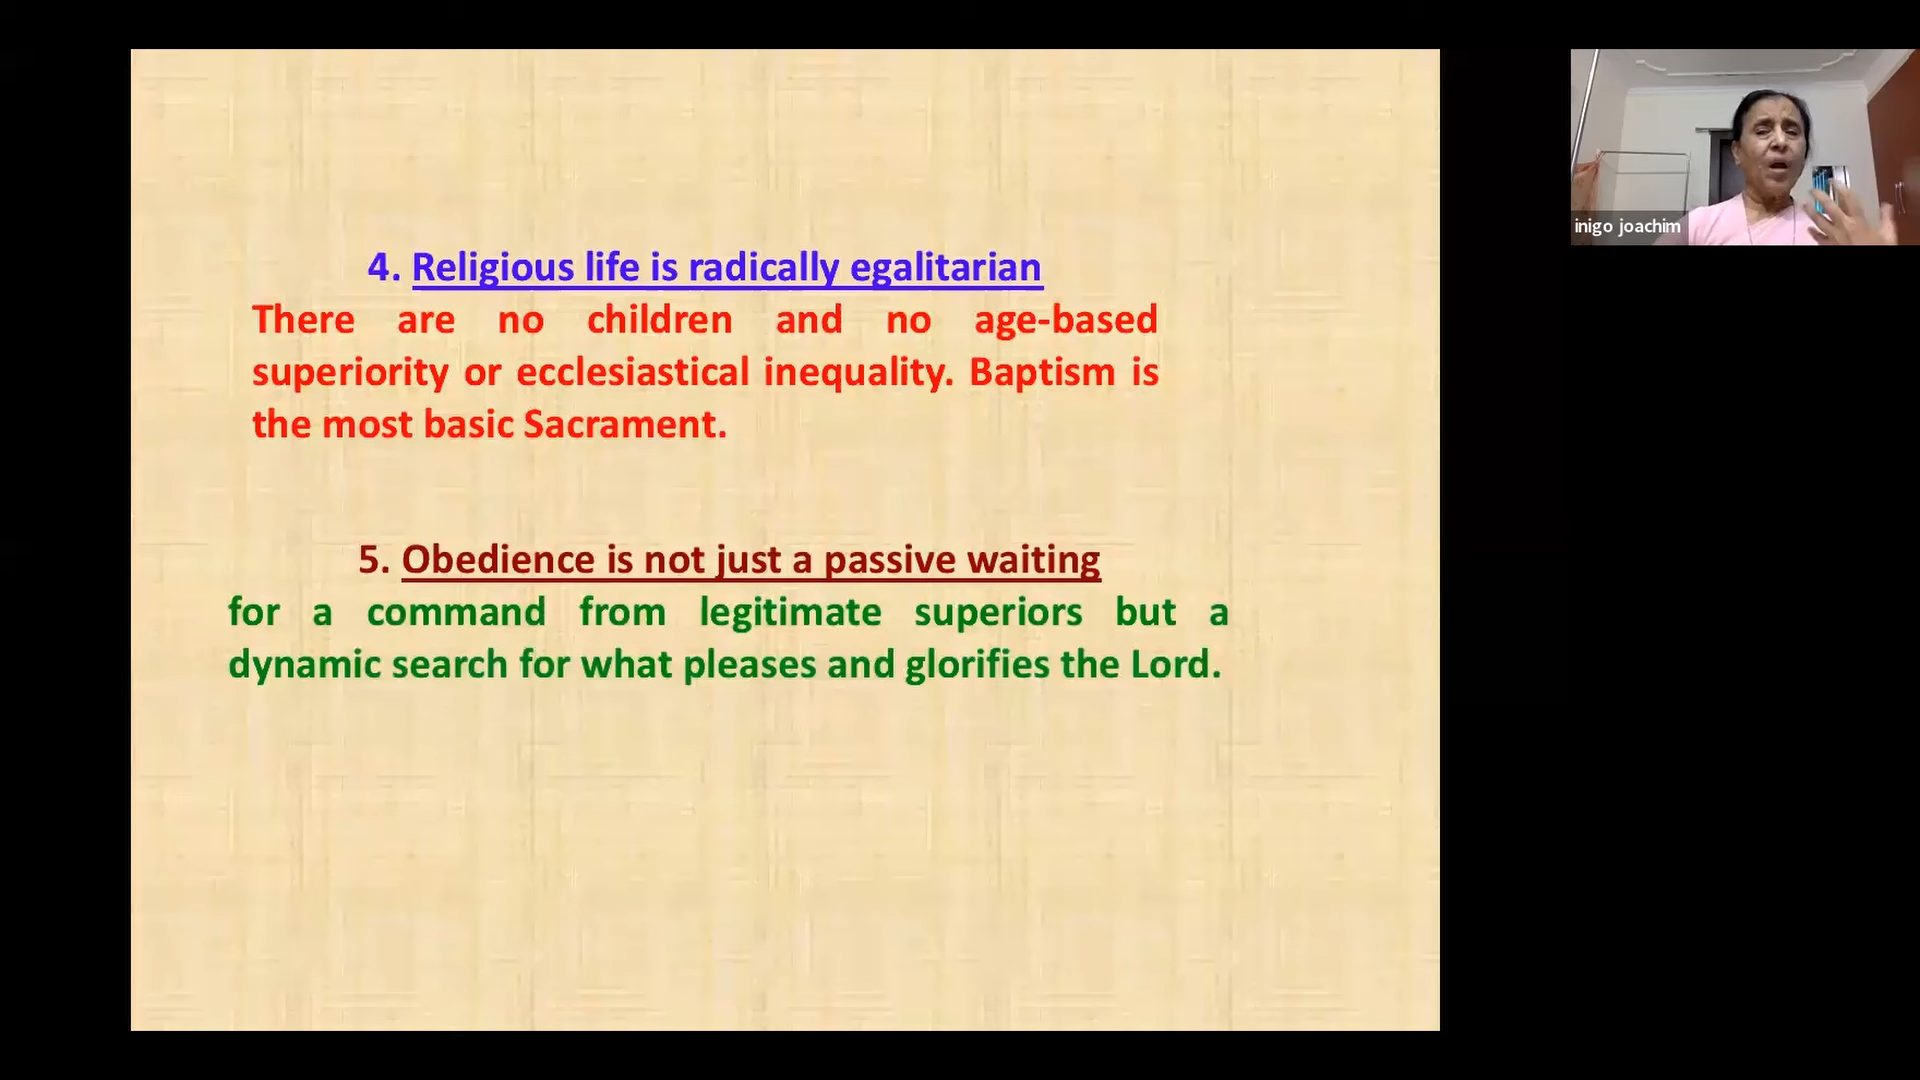 inigo joachim
4. Religious life is radically egalitarian
There are no children and no age-based
superiority or ecclesiastical inequality. Baptism is
the most basic Sacrament.
5. Obedience is not just a passive waiting
for a command from legitimate superiors but a
dynamic search for what pleases and glorifies the Lord.